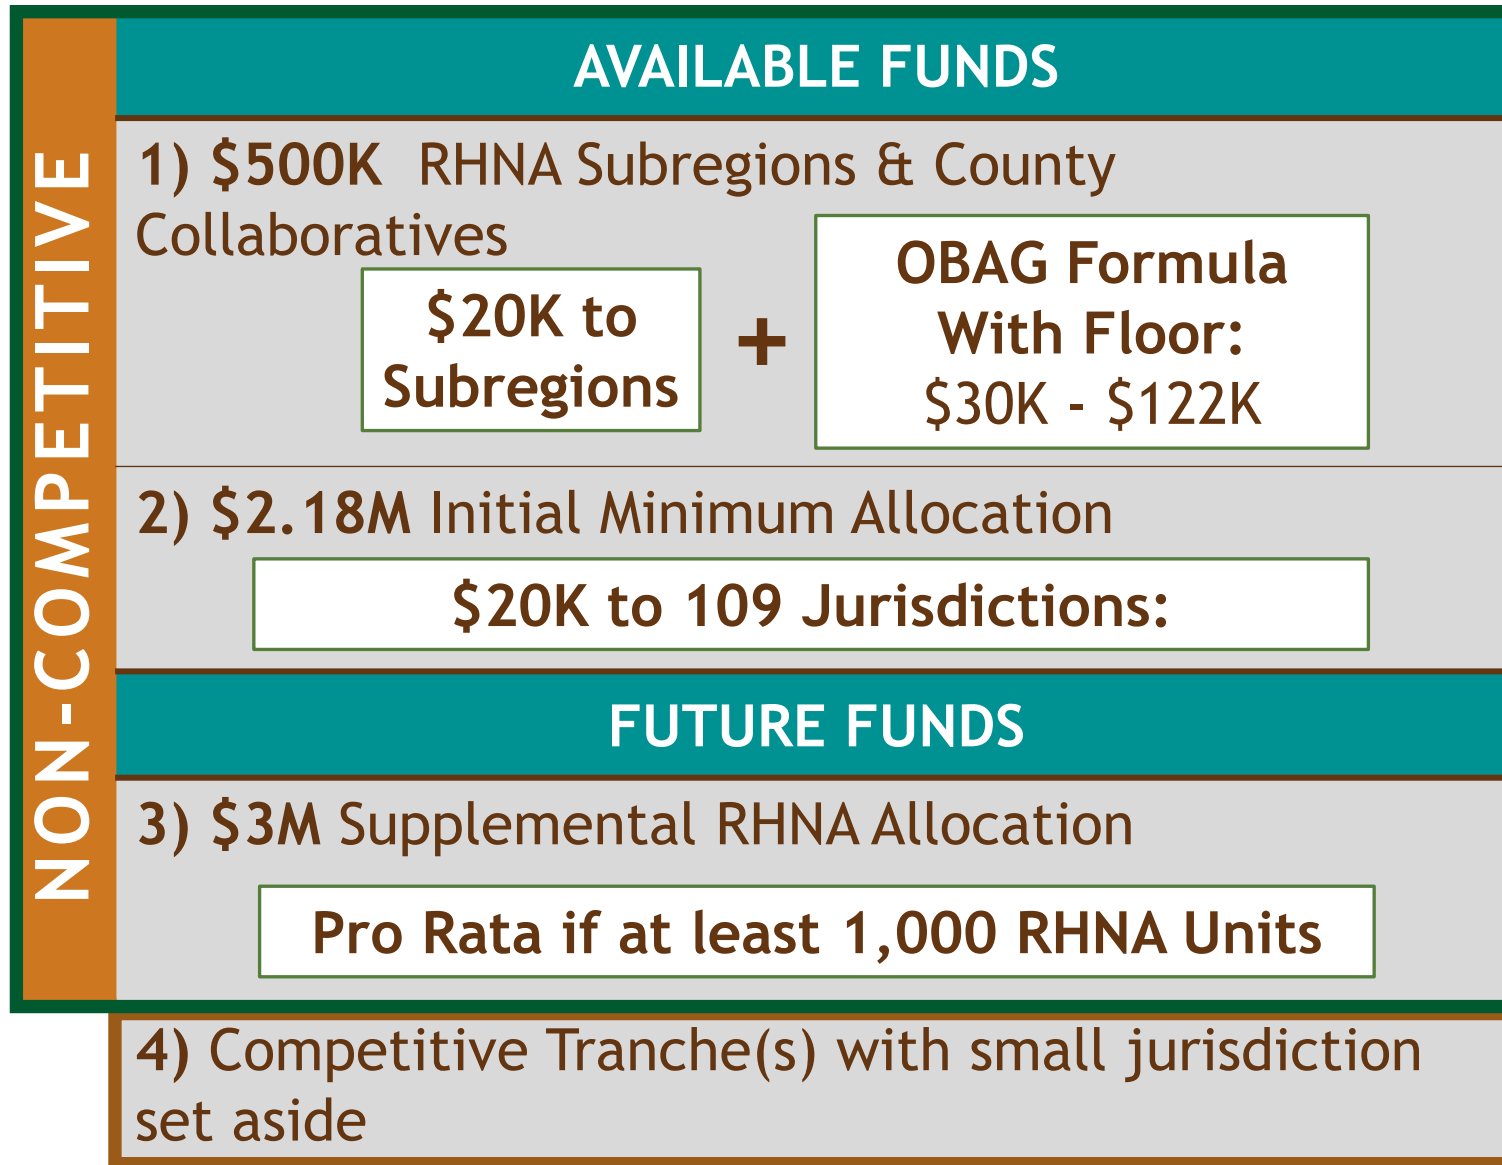 NON-COMPETITIVE
AVAILABLE FUNDS
1) $500K RHNA Subregions & County
Collaboratives
$20K to
Subregions
+
OBAG Formula
With Floor:
$30K - $122K
2) $2.18M Initial Minimum Allocation
$20K to 109 Jurisdictions:
FUTURE FUNDS
3) $3M Supplemental RHNA Allocation
Pro Rata if at least 1,000 RHNA Units
4) Competitive Tranche(s) with small jurisdiction
set aside